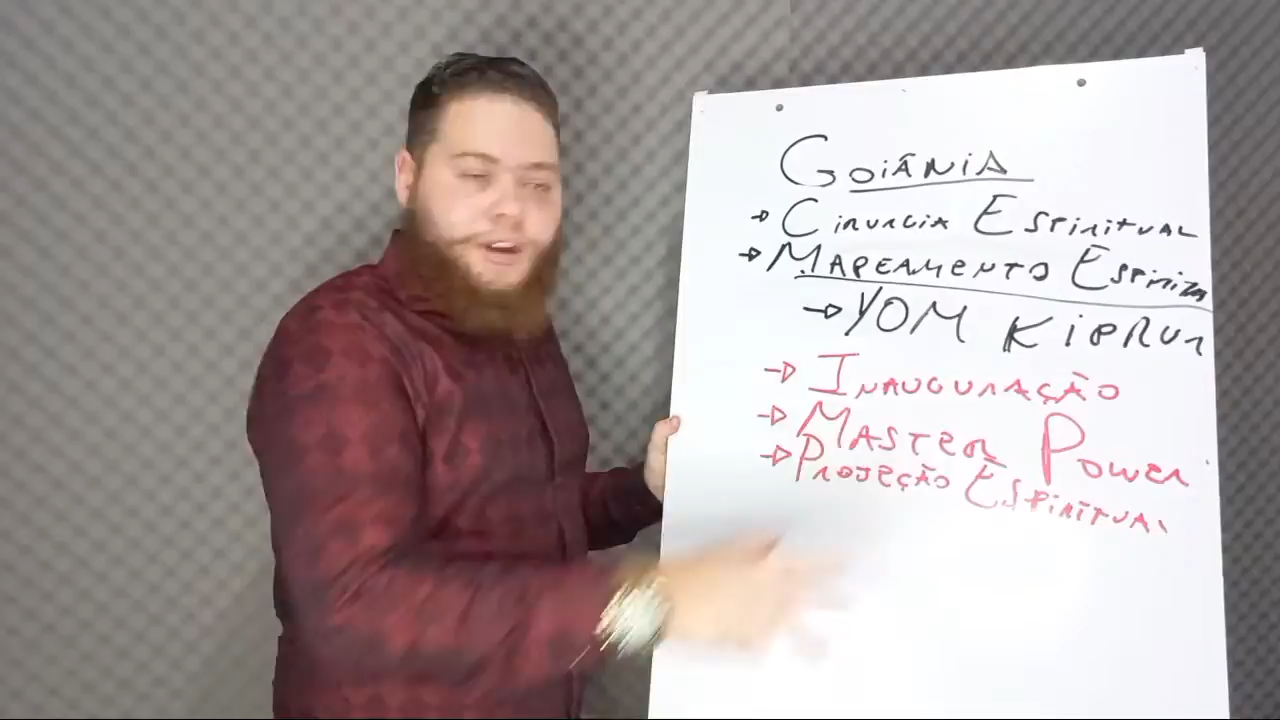 GOIÂNIA
→ CIRURGIA ESPIRITUAL
→ MAPEAMENTO ESPIRITUAL
→ YOM KIPPUR
→ INAUGURAÇÃO
→ MASTER POWER
→ PROJEÇÃO ESPIRITUAL